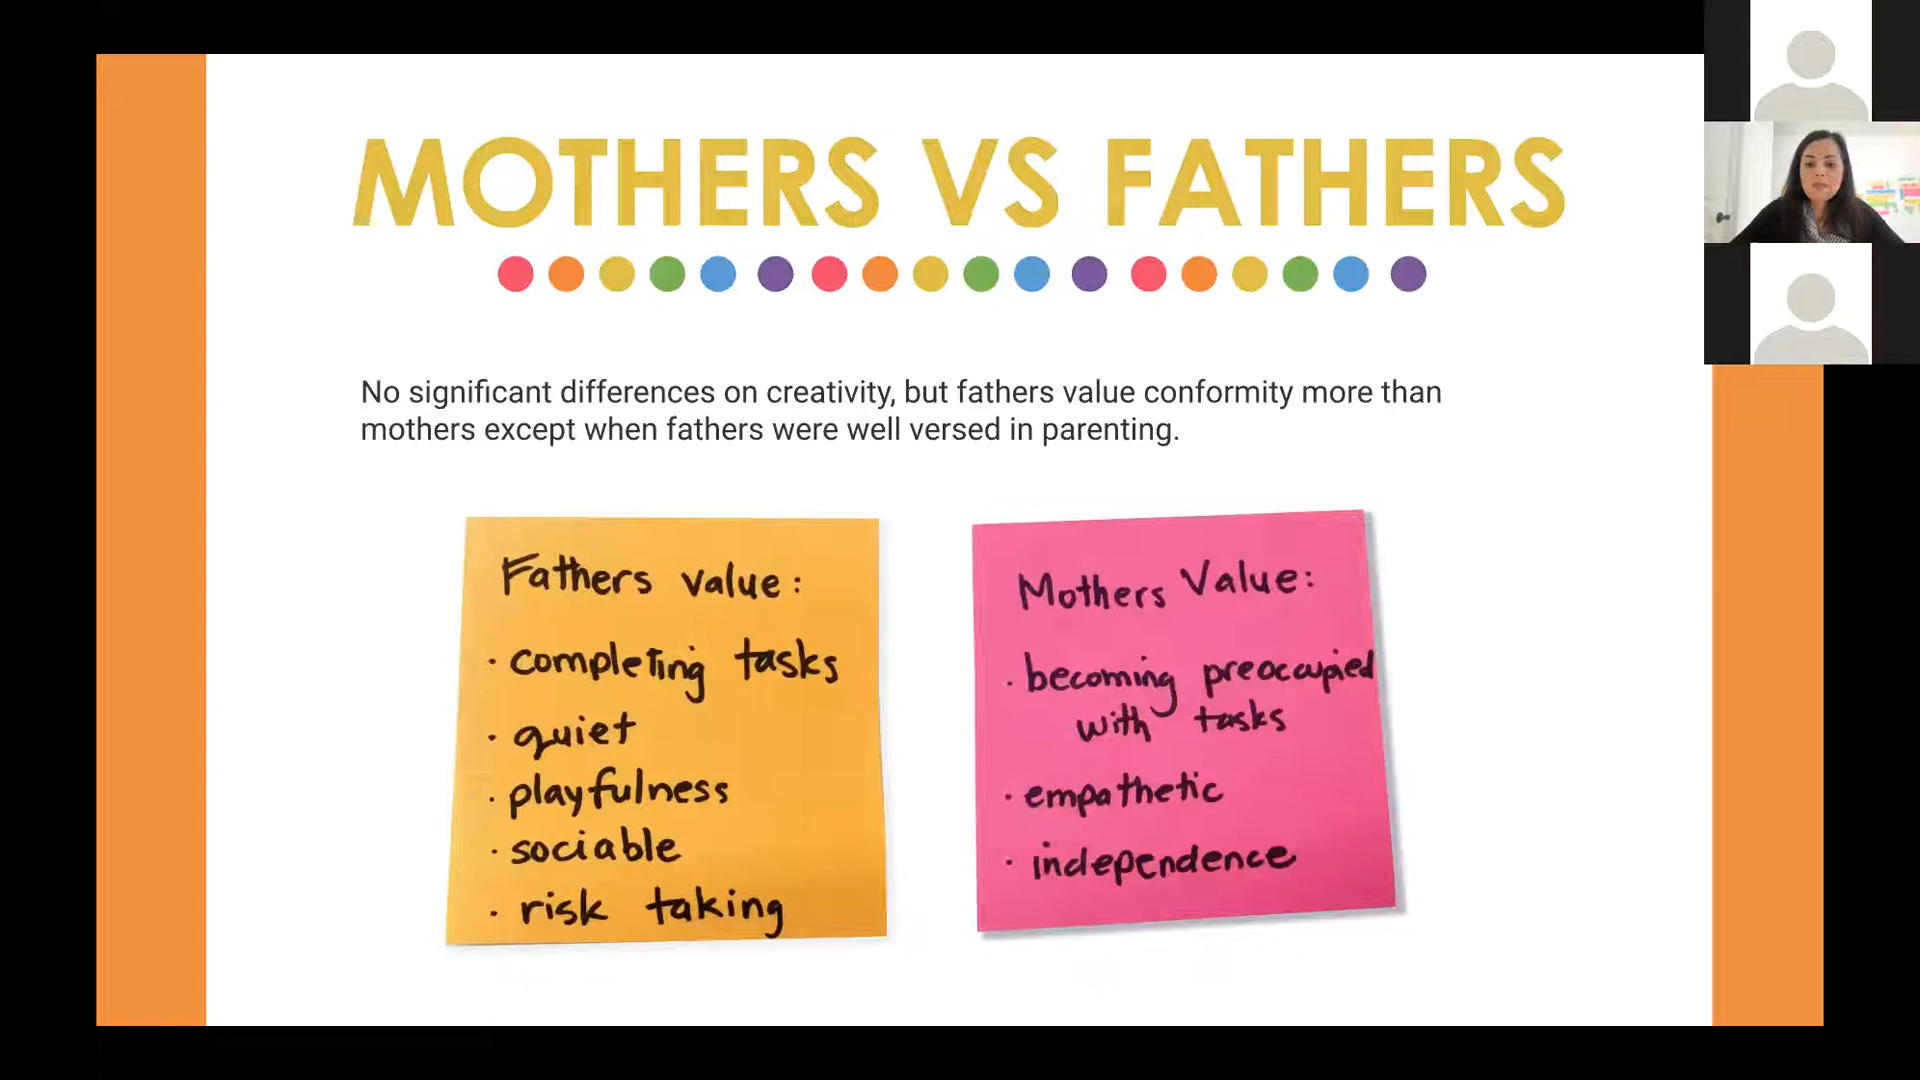 MOTHERS VS FATHERS
No significant differences on creativity, but fathers value conformity more than
mothers except when fathers were well versed in parenting.
Fathers value:
· completing tasks
· quiet
· playfulness
· sociable
· risk taking
Mothers Value:
· becoming preoccupied
with tasks
· empathetic
· independence